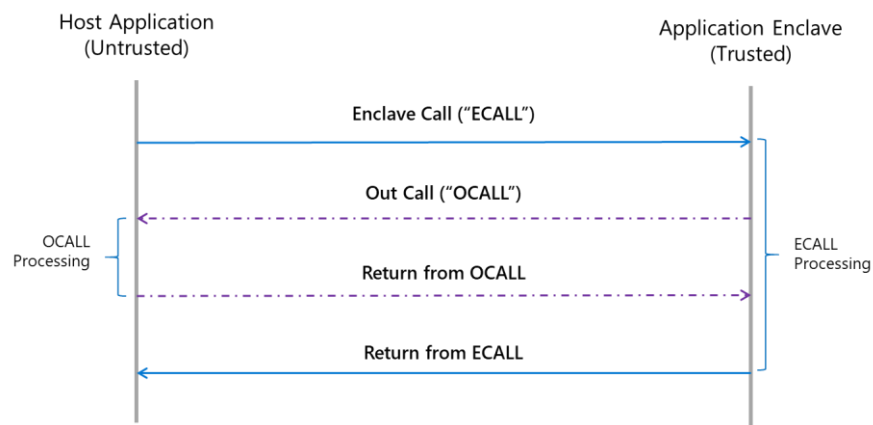 Host Application
(Untrusted)
Application Enclave
(Trusted)
Enclave Call (“ECALL”)
Out Call (“OCALL”)
OCALL
Processing
ECALL
Processing
Return from OCALL
Return from ECALL